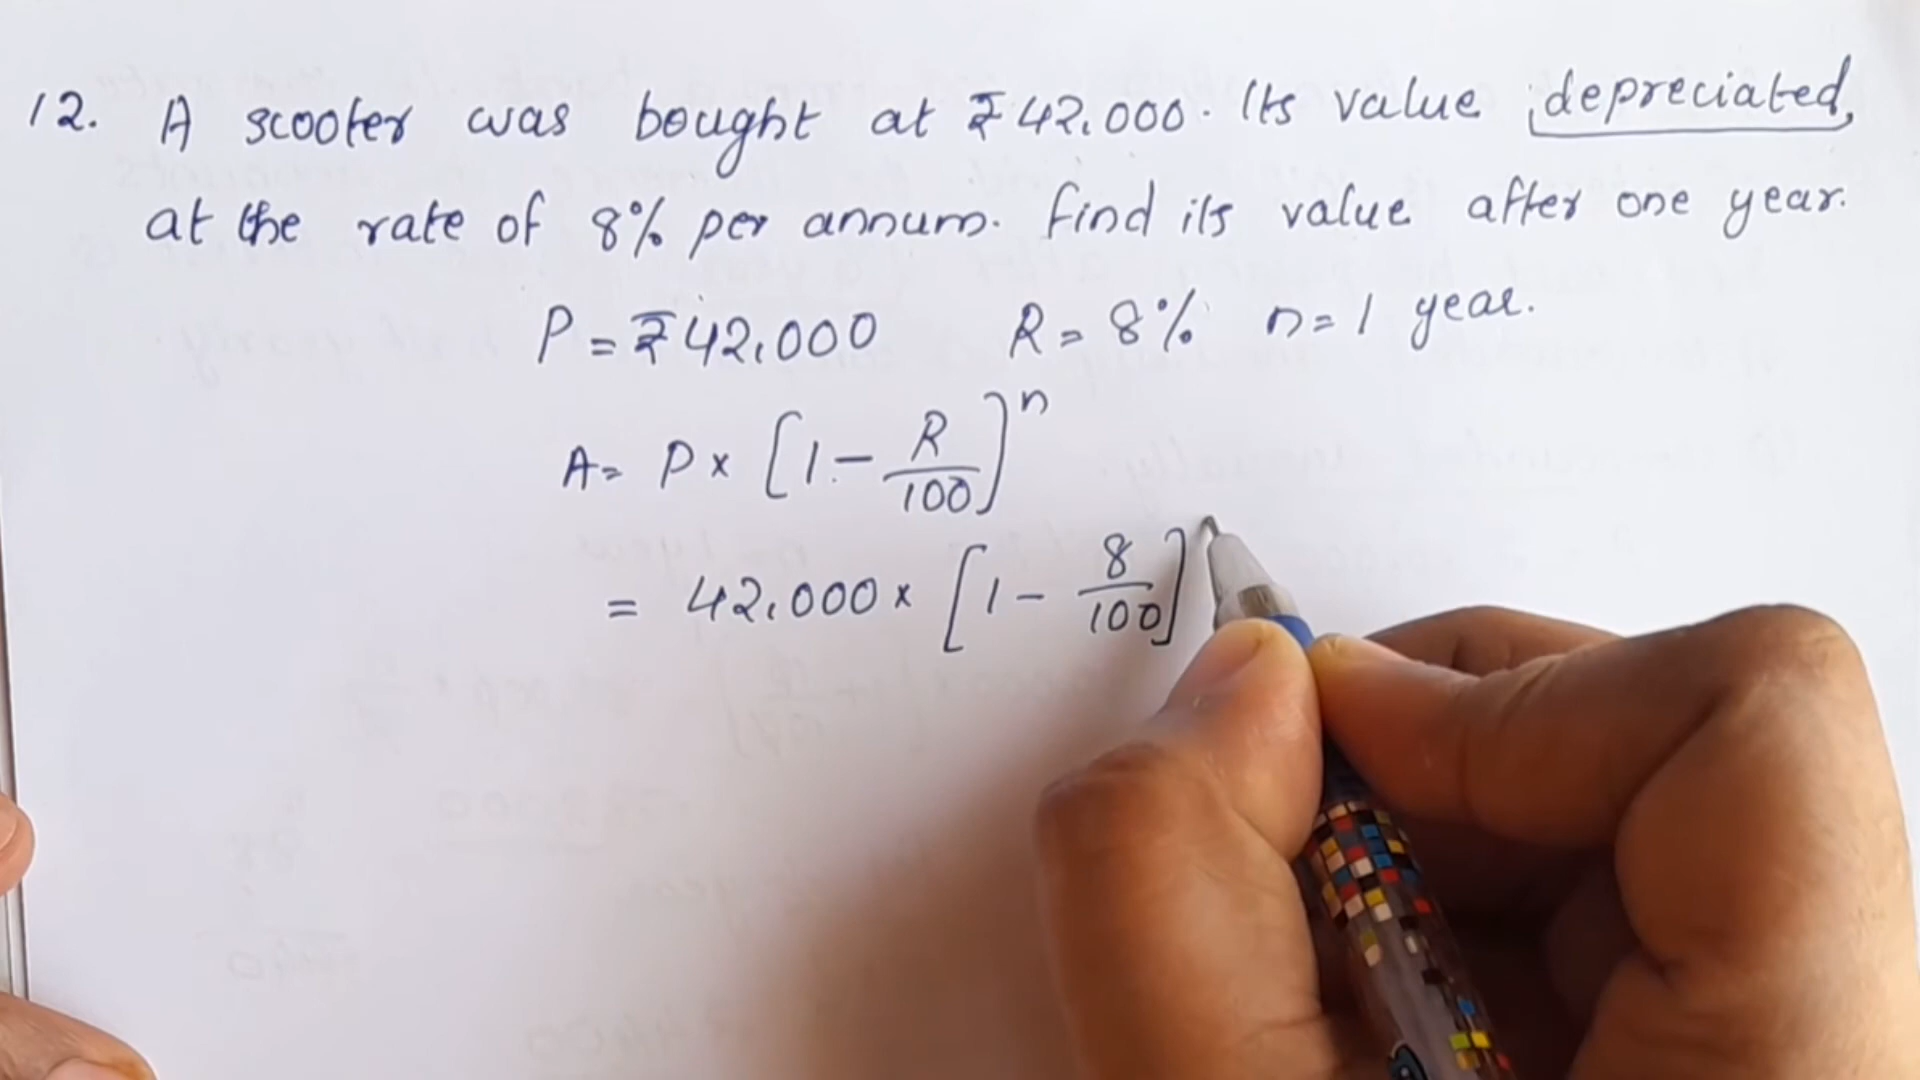 12. A scooter was bought at ₹42,000. Its value depreciated
at the rate of 8% per annum. Find its value after one year.
P = ₹42,000 R = 8% n = 1 year.
A = P × [1 - R/100]^n
= 42,000 × [1 - 8/100]